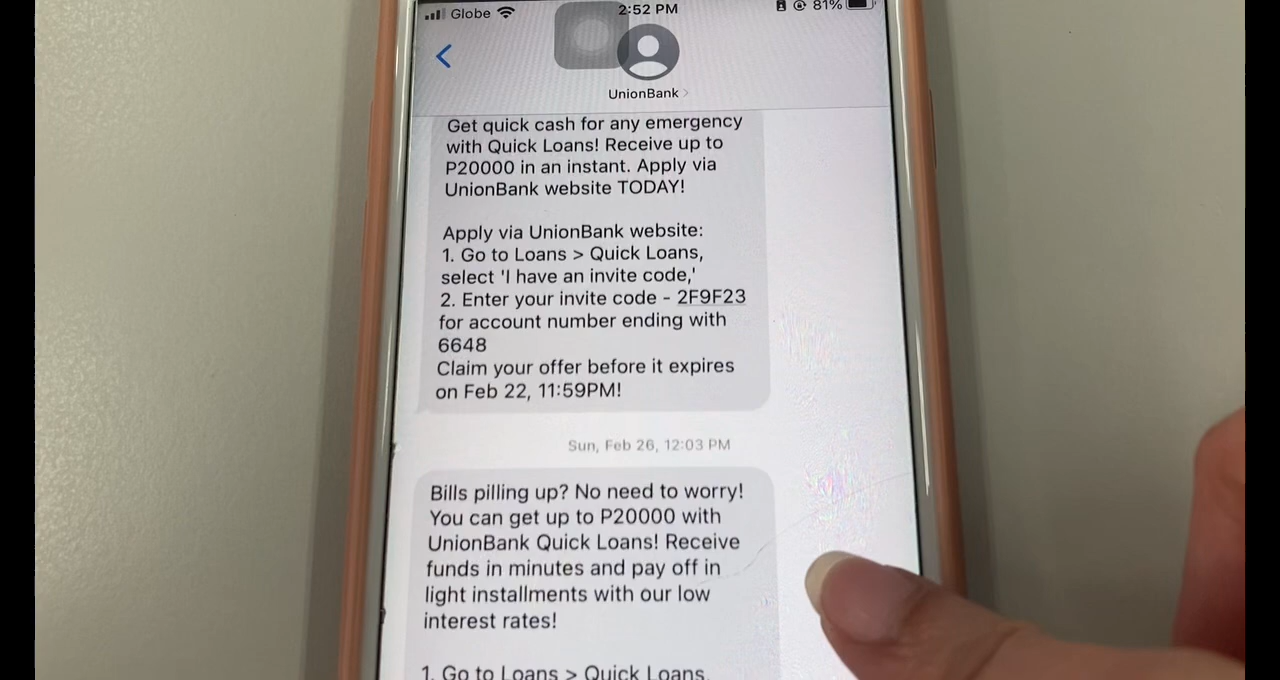 Globe
2:52 PM
81%
UnionBank
Get quick cash for any emergency
with Quick Loans! Receive up to
P20000 in an instant. Apply via
UnionBank website TODAY!
Apply via UnionBank website:
1. Go to Loans > Quick Loans,
select 'I have an invite code,'
2. Enter your invite code - 2F9F23
for account number ending with
6648
Claim your offer before it expires
on Feb 22, 11:59PM!
Sun, Feb 26, 12:03 PM
Bills pilling up? No need to worry!
You can get up to P20000 with
UnionBank Quick Loans! Receive
funds in minutes and pay off in
light installments with our low
interest rates!
1. Go to Loans > Quick Loans,